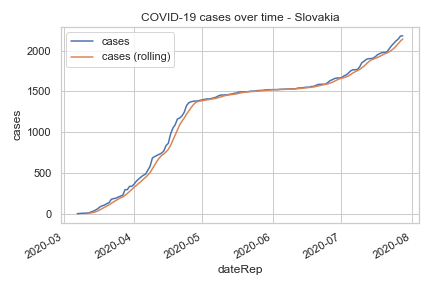 COVID-19 cases over time - Slovakia
cases
cases (rolling)
2000
1500
1000
500
0
cases
2020-03
2020-04
2020-05
2020-06
2020-07
2020-08
dateRep